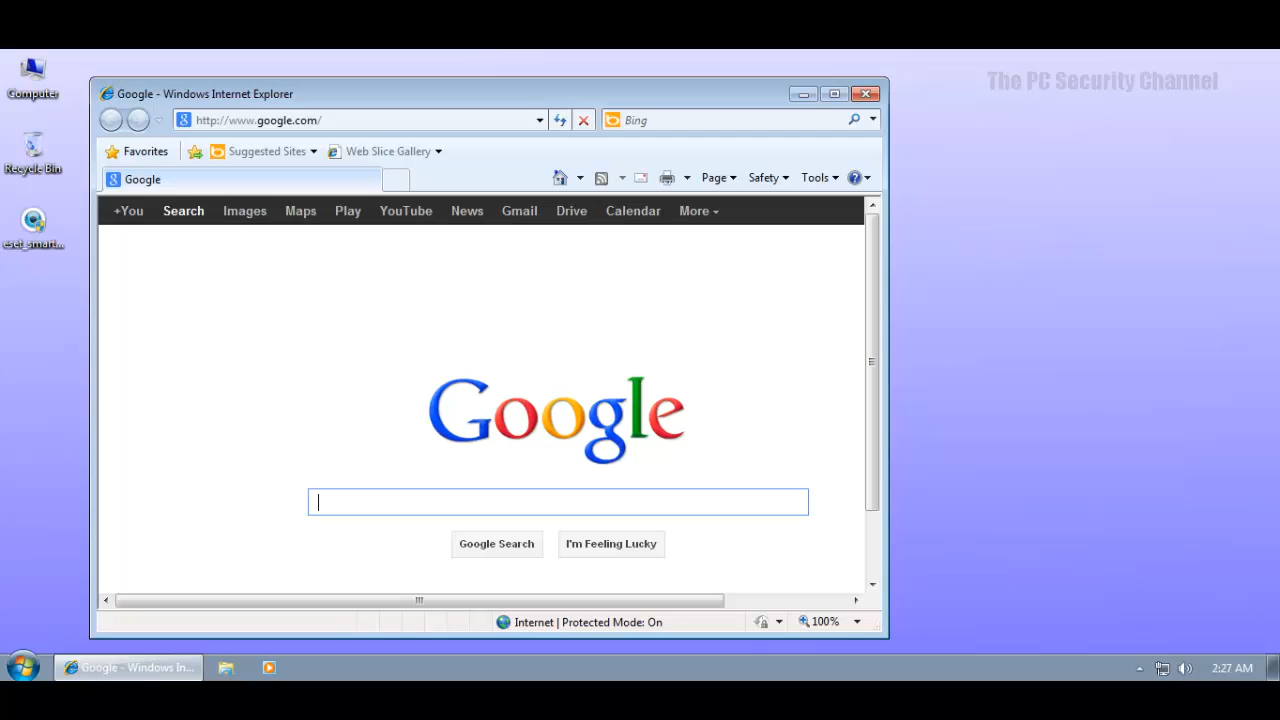 The PC Security Channel
Computer
Recycle Bin
eset_smart...
Google - Windows Internet Explorer
http://www.google.com/
Bing
Favorites
Suggested Sites
Web Slice Gallery
Google
Page
Safety
Tools
+You Search Images Maps Play YouTube News Gmail Drive Calendar More
Google
Google Search
I'm Feeling Lucky
Internet | Protected Mode: On
100%
Google - Windows In...
2:27 AM